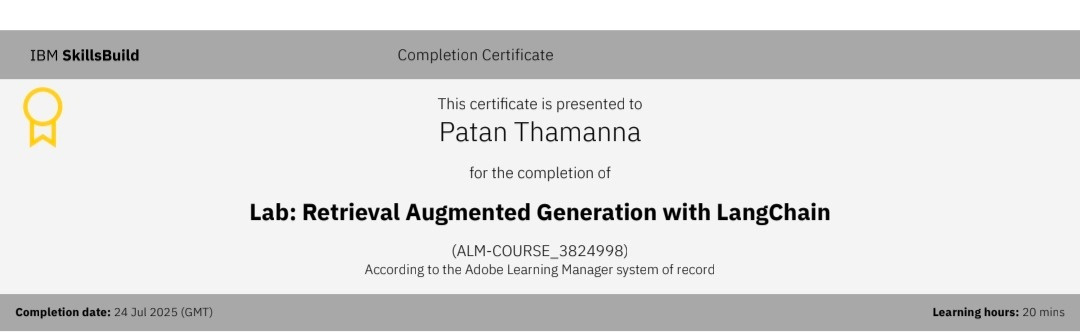 IBM SkillsBuild
Completion Certificate
This certificate is presented to
Patan Thamanna
for the completion of
Lab: Retrieval Augmented Generation with LangChain
(ALM-COURSE_3824998)
According to the Adobe Learning Manager system of record
Completion date: 24 Jul 2025 (GMT)
Learning hours: 20 mins